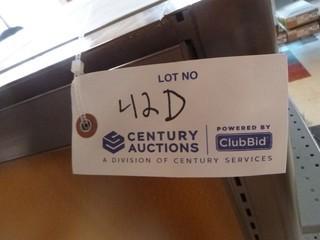 LOT NO
42D
CENTURY AUCTIONS
POWERED BY
ClubBid
A DIVISION OF CENTURY SERVICES